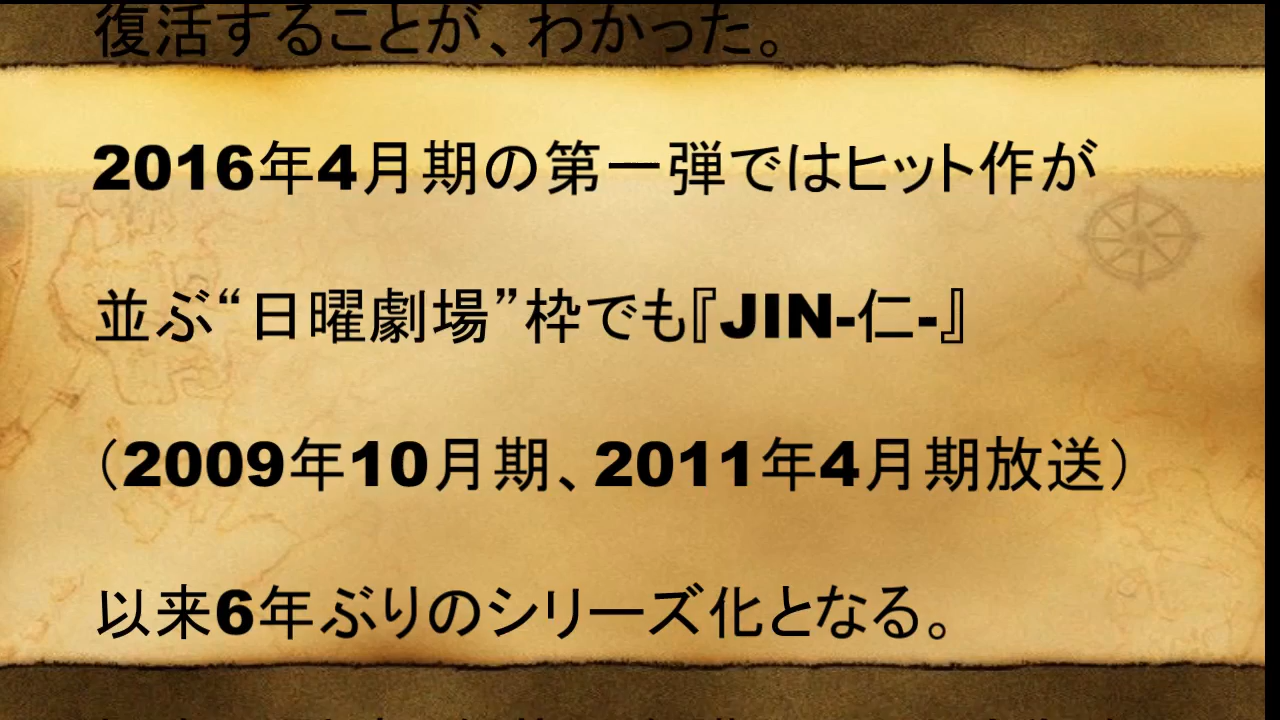 復活することが、わかった。
2016年4月期の第一弾ではヒット作が
並ぶ“日曜劇場”枠でも『JIN-仁-』
（2009年10月期、2011年4月期放送）
以来6年ぶりのシリーズ化となる。